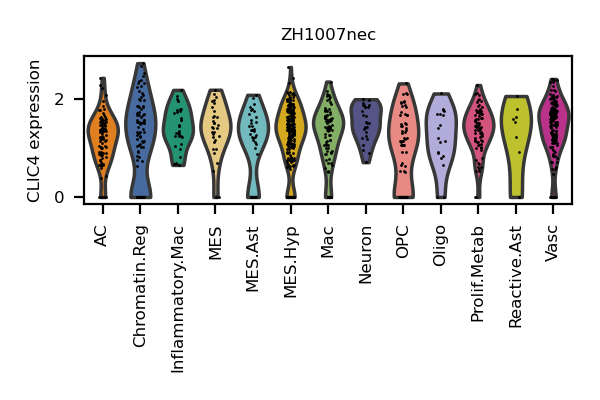 ZH1007nec
CLIC4 expression
2
0
AC
Chromatin.Reg
Inflammatory.Mac
MES
MES.Ast
MES.Hyp
Mac
Neuron
OPC
Oligo
Prolif.Metab
Reactive.Ast
Vasc